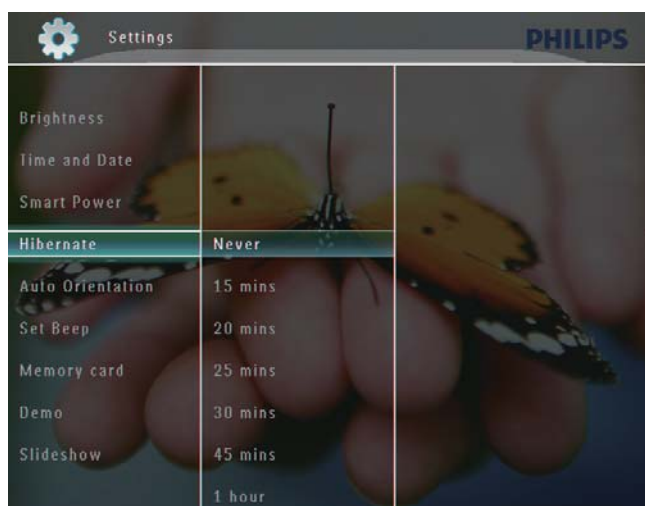 Settings
PHILIPS
Brightness
Time and Date
Smart Power
Hibernate
Never
Auto Orientation
15 mins
Set Beep
20 mins
Memory card
25 mins
Demo
30 mins
Slideshow
45 mins
1 hour